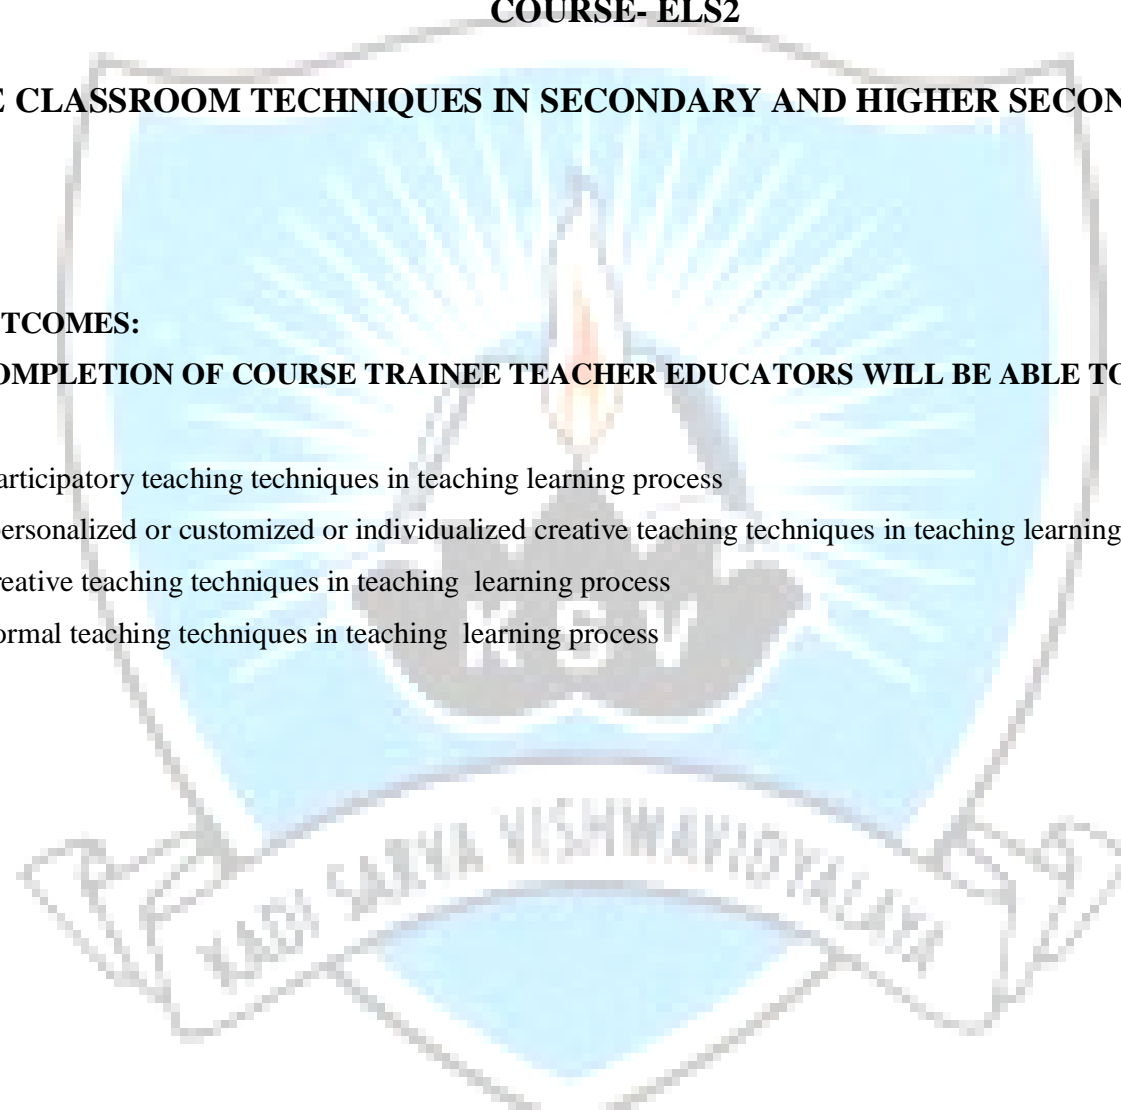 COURSE- ELS2
E CLASSROOM TECHNIQUES IN SECONDARY AND HIGHER SECON
TCOMES:
OMPLETION OF COURSE TRAINEE TEACHER EDUCATORS WILL BE ABLE TO
articipatory teaching techniques in teaching learning process
personalized or customized or individualized creative teaching techniques in teaching learning
reative teaching techniques in teaching  learning process
ormal teaching techniques in teaching  learning process
K S V
KADI SARVA VISHWAVIDYALAYA